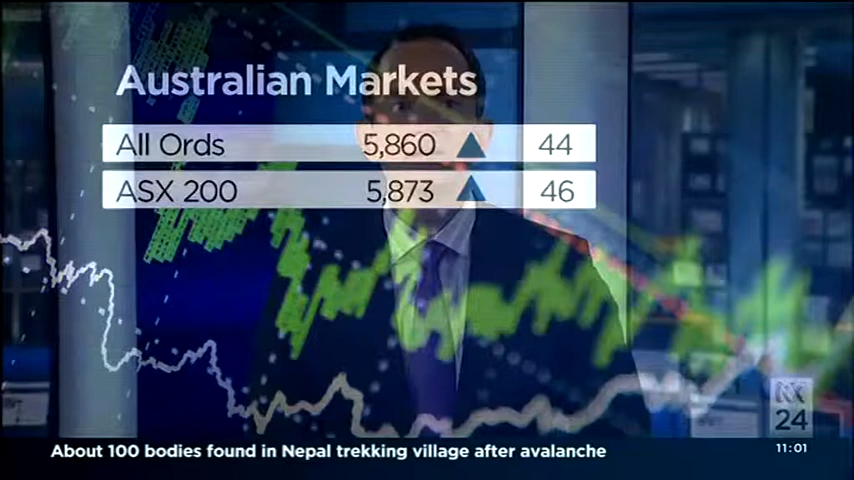 Australian Markets
All Ords 5,860 ▲ 44
ASX 200 5,873 ▲ 46
24
About 100 bodies found in Nepal trekking village after avalanche
11:01